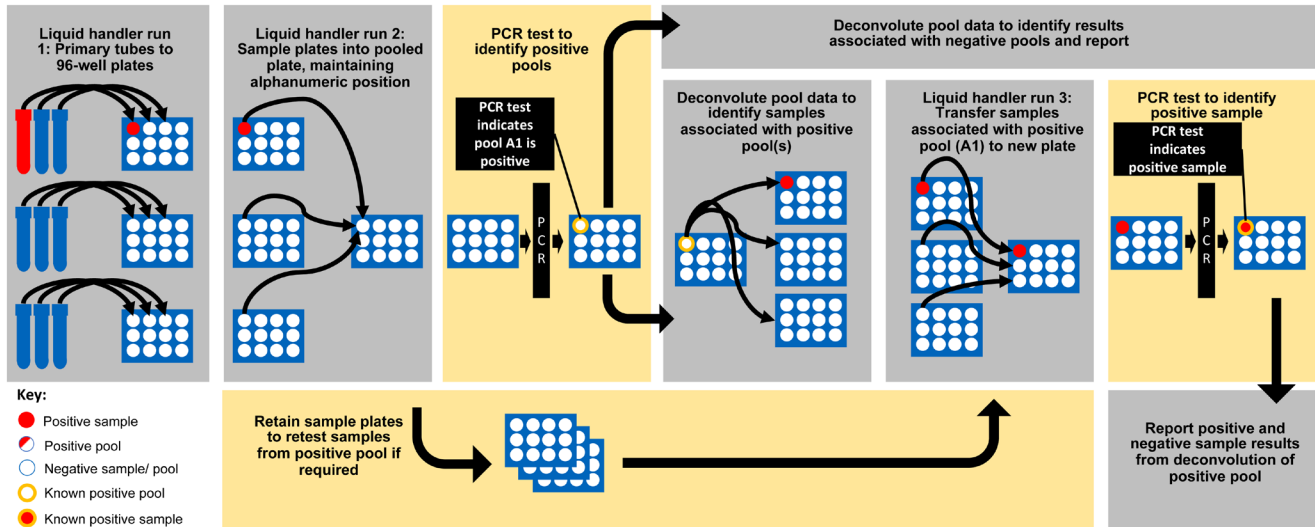 Liquid handler run
1: Primary tubes to
96-well plates
Liquid handler run 2:
Sample plates into pooled
plate, maintaining
alphanumeric position
PCR test to
identify positive
pools
PCR test
indicates
pool A1 is
positive
P
C
R
Deconvolute pool data to identify results
associated with negative pools and report
Deconvolute pool data to
identify samples
associated with positive
pool(s)
Liquid handler run 3:
Transfer samples
associated with positive
pool (A1) to new plate
PCR test to identify
positive sample
PCR test
indicates
positive sample
P
C
R
Key:
Positive sample
Positive pool
Negative sample/ pool
Known positive pool
Known positive sample
Retain sample plates
to retest samples
from positive pool if
required
Report positive and
negative sample results
from deconvolution of
positive pool